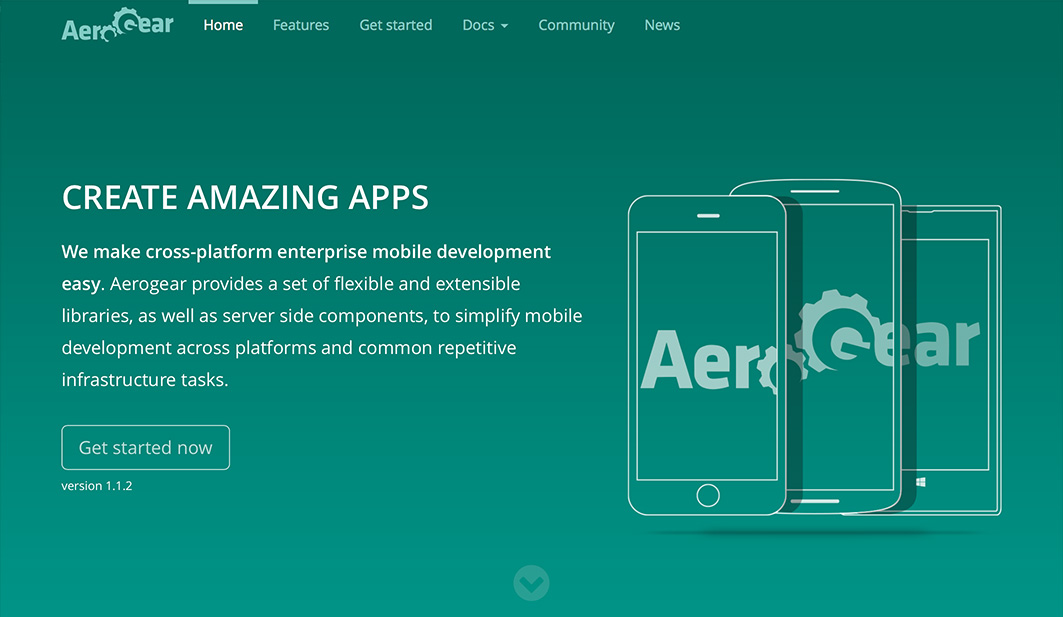 AeroGear
Home Features Get started Docs Community News
CREATE AMAZING APPS
We make cross-platform enterprise mobile development
easy. Aerogear provides a set of flexible and extensible
libraries, as well as server side components, to simplify mobile
development across platforms and common repetitive
infrastructure tasks.
AeroGear
Get started now
version 1.1.2